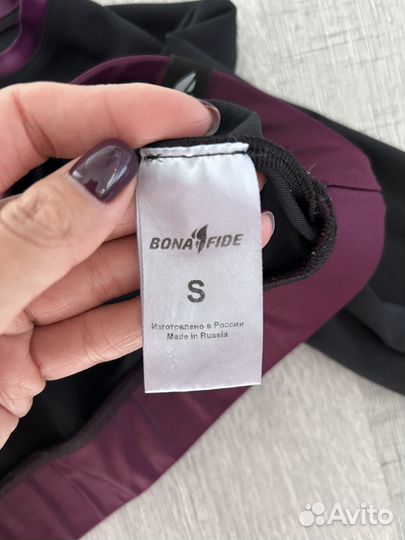 BONA FIDE
S
Изготовлено в России
Made in Russia
Avito